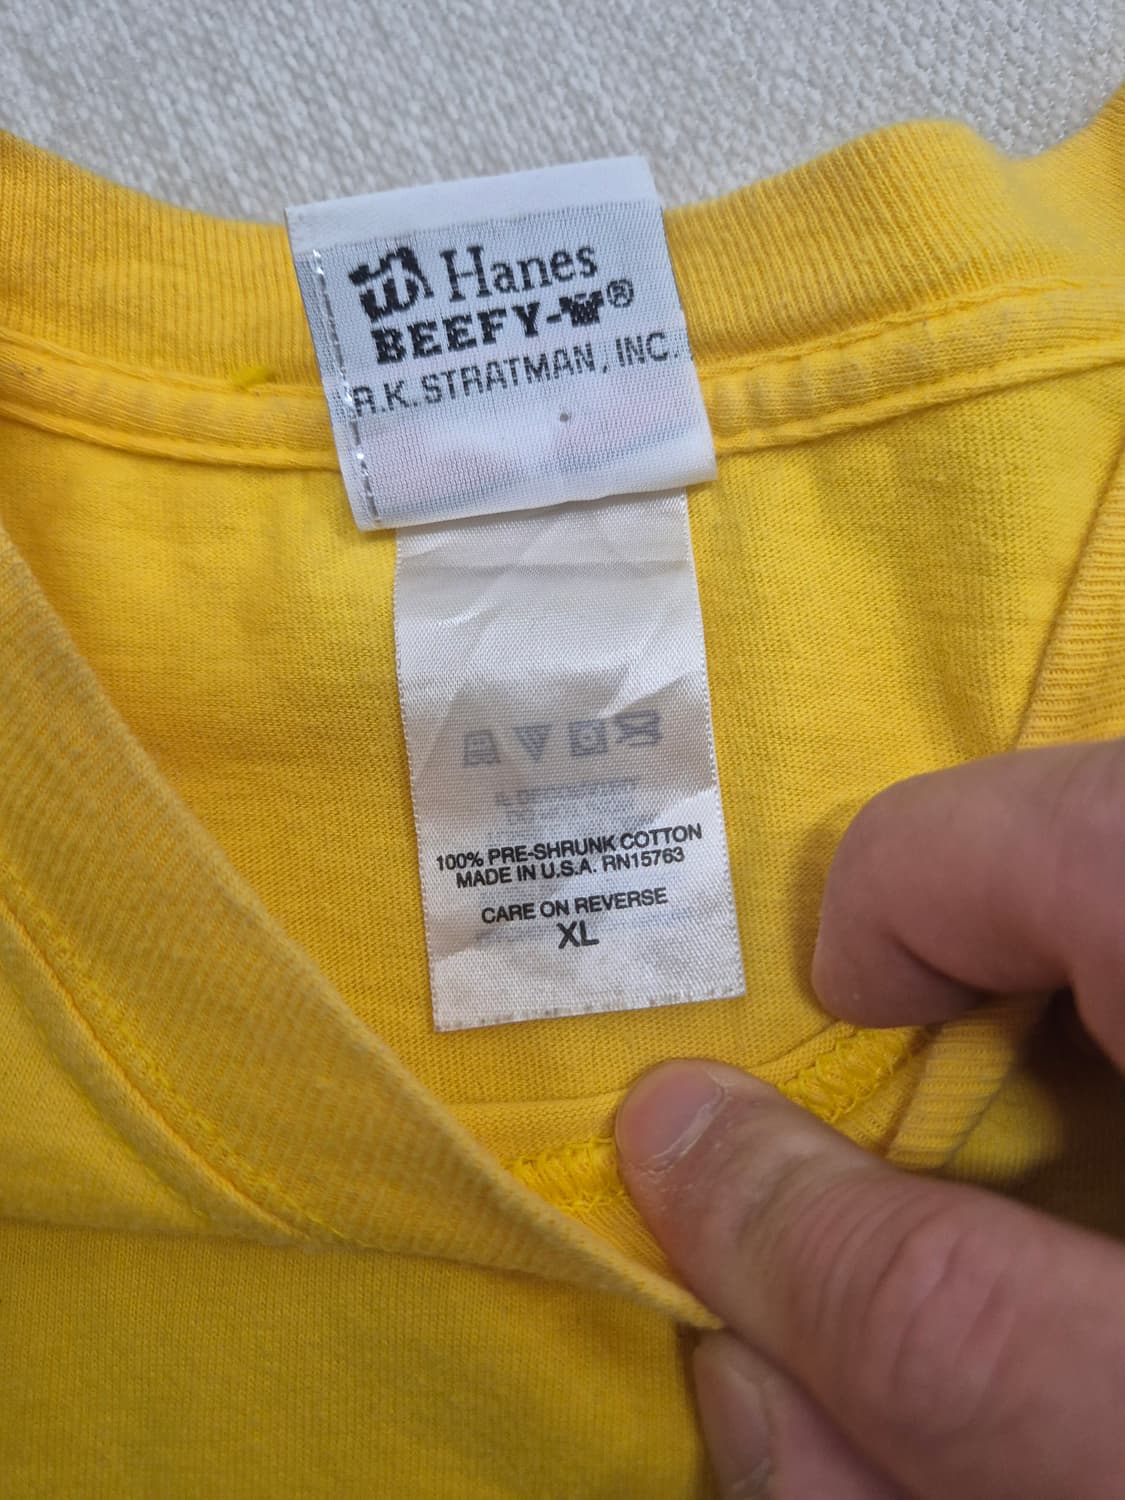 Hanes
BEEFY-T®
R.K. STRATMAN, INC.
100% PRE-SHRUNK COTTON
MADE IN U.S.A. RN15763
CARE ON REVERSE
XL